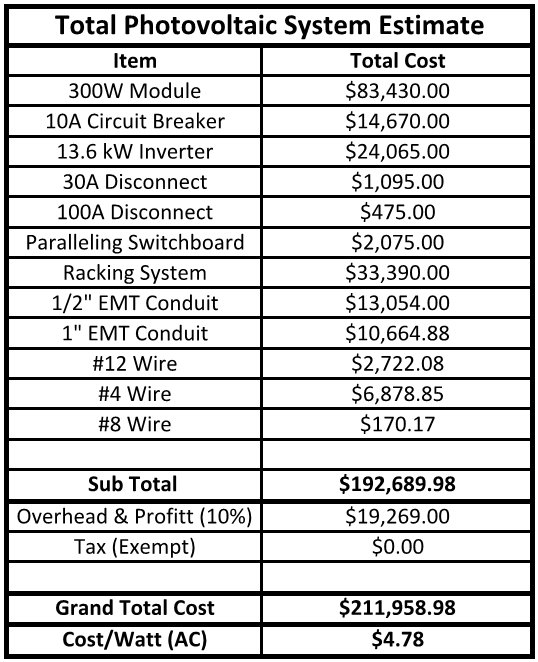 Total Photovoltaic System Estimate
Item Total Cost
300W Module $83,430.00
10A Circuit Breaker $14,670.00
13.6 kW Inverter $24,065.00
30A Disconnect $1,095.00
100A Disconnect $475.00
Paralleling Switchboard $2,075.00
Racking System $33,390.00
1/2" EMT Conduit $13,054.00
1" EMT Conduit $10,664.88
#12 Wire $2,722.08
#4 Wire $6,878.85
#8 Wire $170.17
Sub Total $192,689.98
Overhead & Profitt (10%) $19,269.00
Tax (Exempt) $0.00
Grand Total Cost $211,958.98
Cost/Watt (AC) $4.78